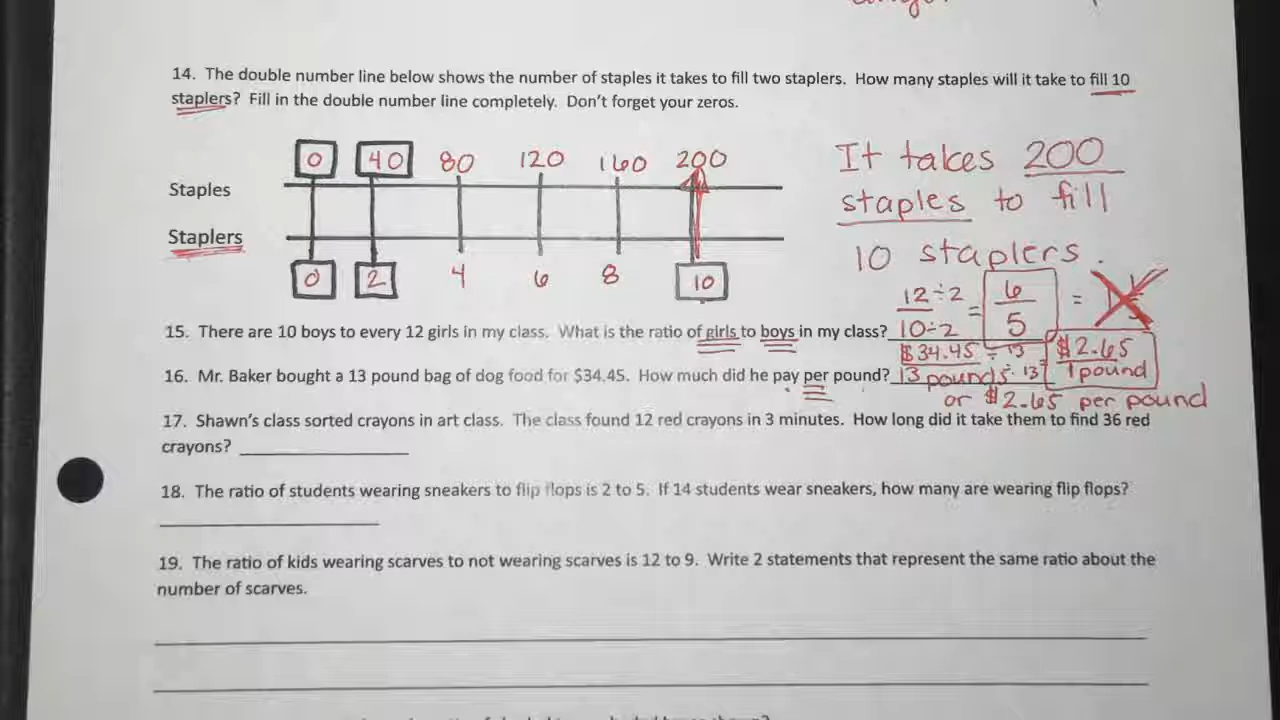 14. The double number line below shows the number of staples it takes to fill two staplers. How many staples will it take to fill 10
staplers? Fill in the double number line completely. Don't forget your zeros.
0 40 80 120 160 200
Staples
Staplers
0 2 4 6 8 10
It takes 200
staples to fill
10 staplers.
15. There are 10 boys to every 12 girls in my class. What is the ratio of girls to boys in my class?
12÷2 = 6 =
10÷2 5
16. Mr. Baker bought a 13 pound bag of dog food for $34.45. How much did he pay per pound?
$34.45 ÷ 13 = $2.65
13 pounds ÷ 13 1 pound
or $2.65 per pound
17. Shawn's class sorted crayons in art class. The class found 12 red crayons in 3 minutes. How long did it take them to find 36 red
crayons?
18. The ratio of students wearing sneakers to flip flops is 2 to 5. If 14 students wear sneakers, how many are wearing flip flops?
19. The ratio of kids wearing scarves to not wearing scarves is 12 to 9. Write 2 statements that represent the same ratio about the
number of scarves.